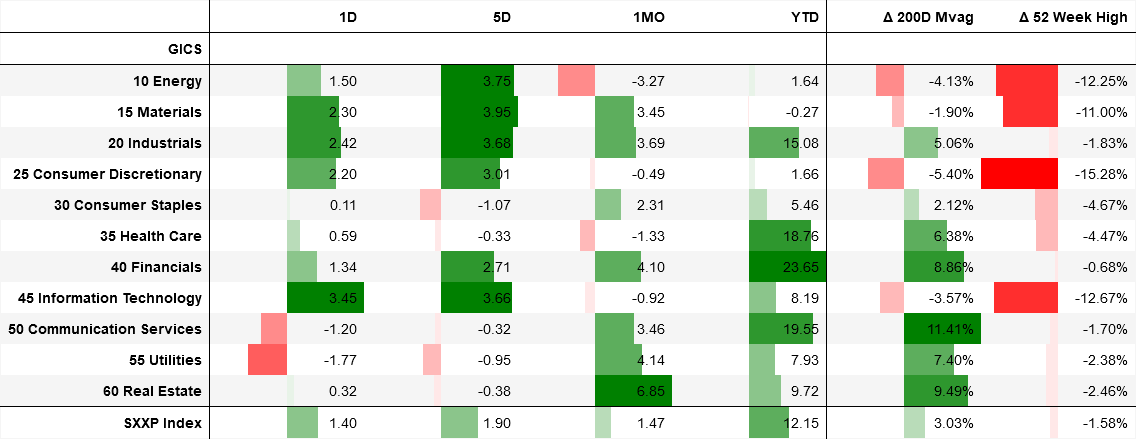 1D 5D 1MO YTD Δ 200D Mvag Δ 52 Week High
GICS
10 Energy 1.50 3.75 -3.27 1.64 -4.13% -12.25%
15 Materials 2.30 3.95 3.45 -0.27 -1.90% -11.00%
20 Industrials 2.42 3.68 3.69 15.08 5.06% -1.83%
25 Consumer Discretionary 2.20 3.01 -0.49 1.66 -5.40% -15.28%
30 Consumer Staples 0.11 -1.07 2.31 5.46 2.12% -4.67%
35 Health Care 0.59 -0.33 -1.33 18.76 6.38% -4.47%
40 Financials 1.34 2.71 4.10 23.65 8.86% -0.68%
45 Information Technology 3.45 3.66 -0.92 8.19 -3.57% -12.67%
50 Communication Services -1.20 -0.32 3.46 19.55 11.41% -1.70%
55 Utilities -1.77 -0.95 4.14 7.93 7.40% -2.38%
60 Real Estate 0.32 -0.38 6.85 9.72 9.49% -2.46%
SXXP Index 1.40 1.90 1.47 12.15 3.03% -1.58%